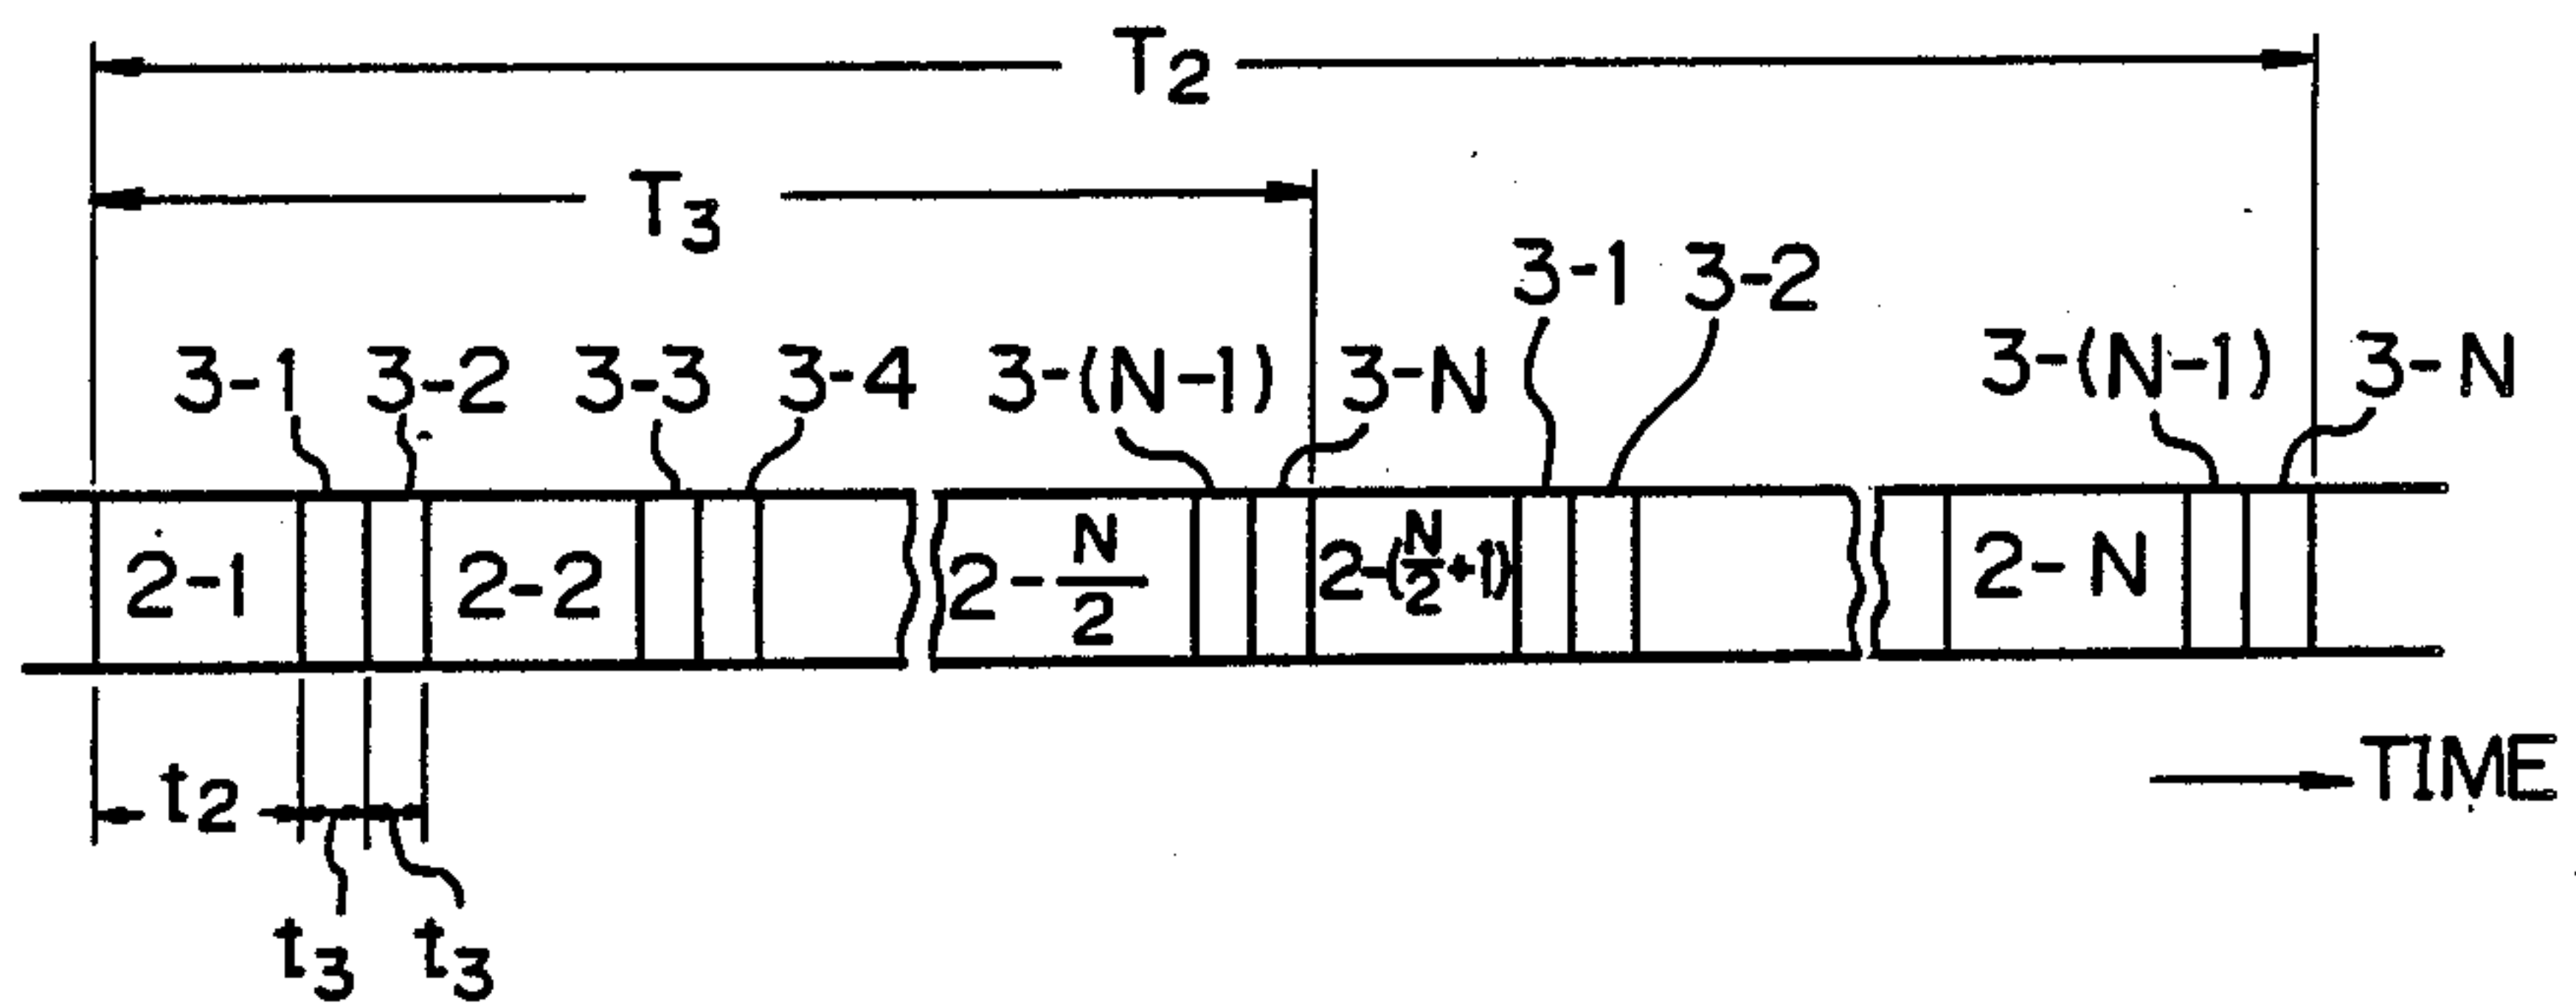 T2
T3
3-1 3-2
3-1 3-2 3-3 3-4 3-(N-1) 3-N 3-(N-1) 3-N
2-1 2-2 2-N/2 2-(N/2+1) 2-N
t2 TIME
t3 t3